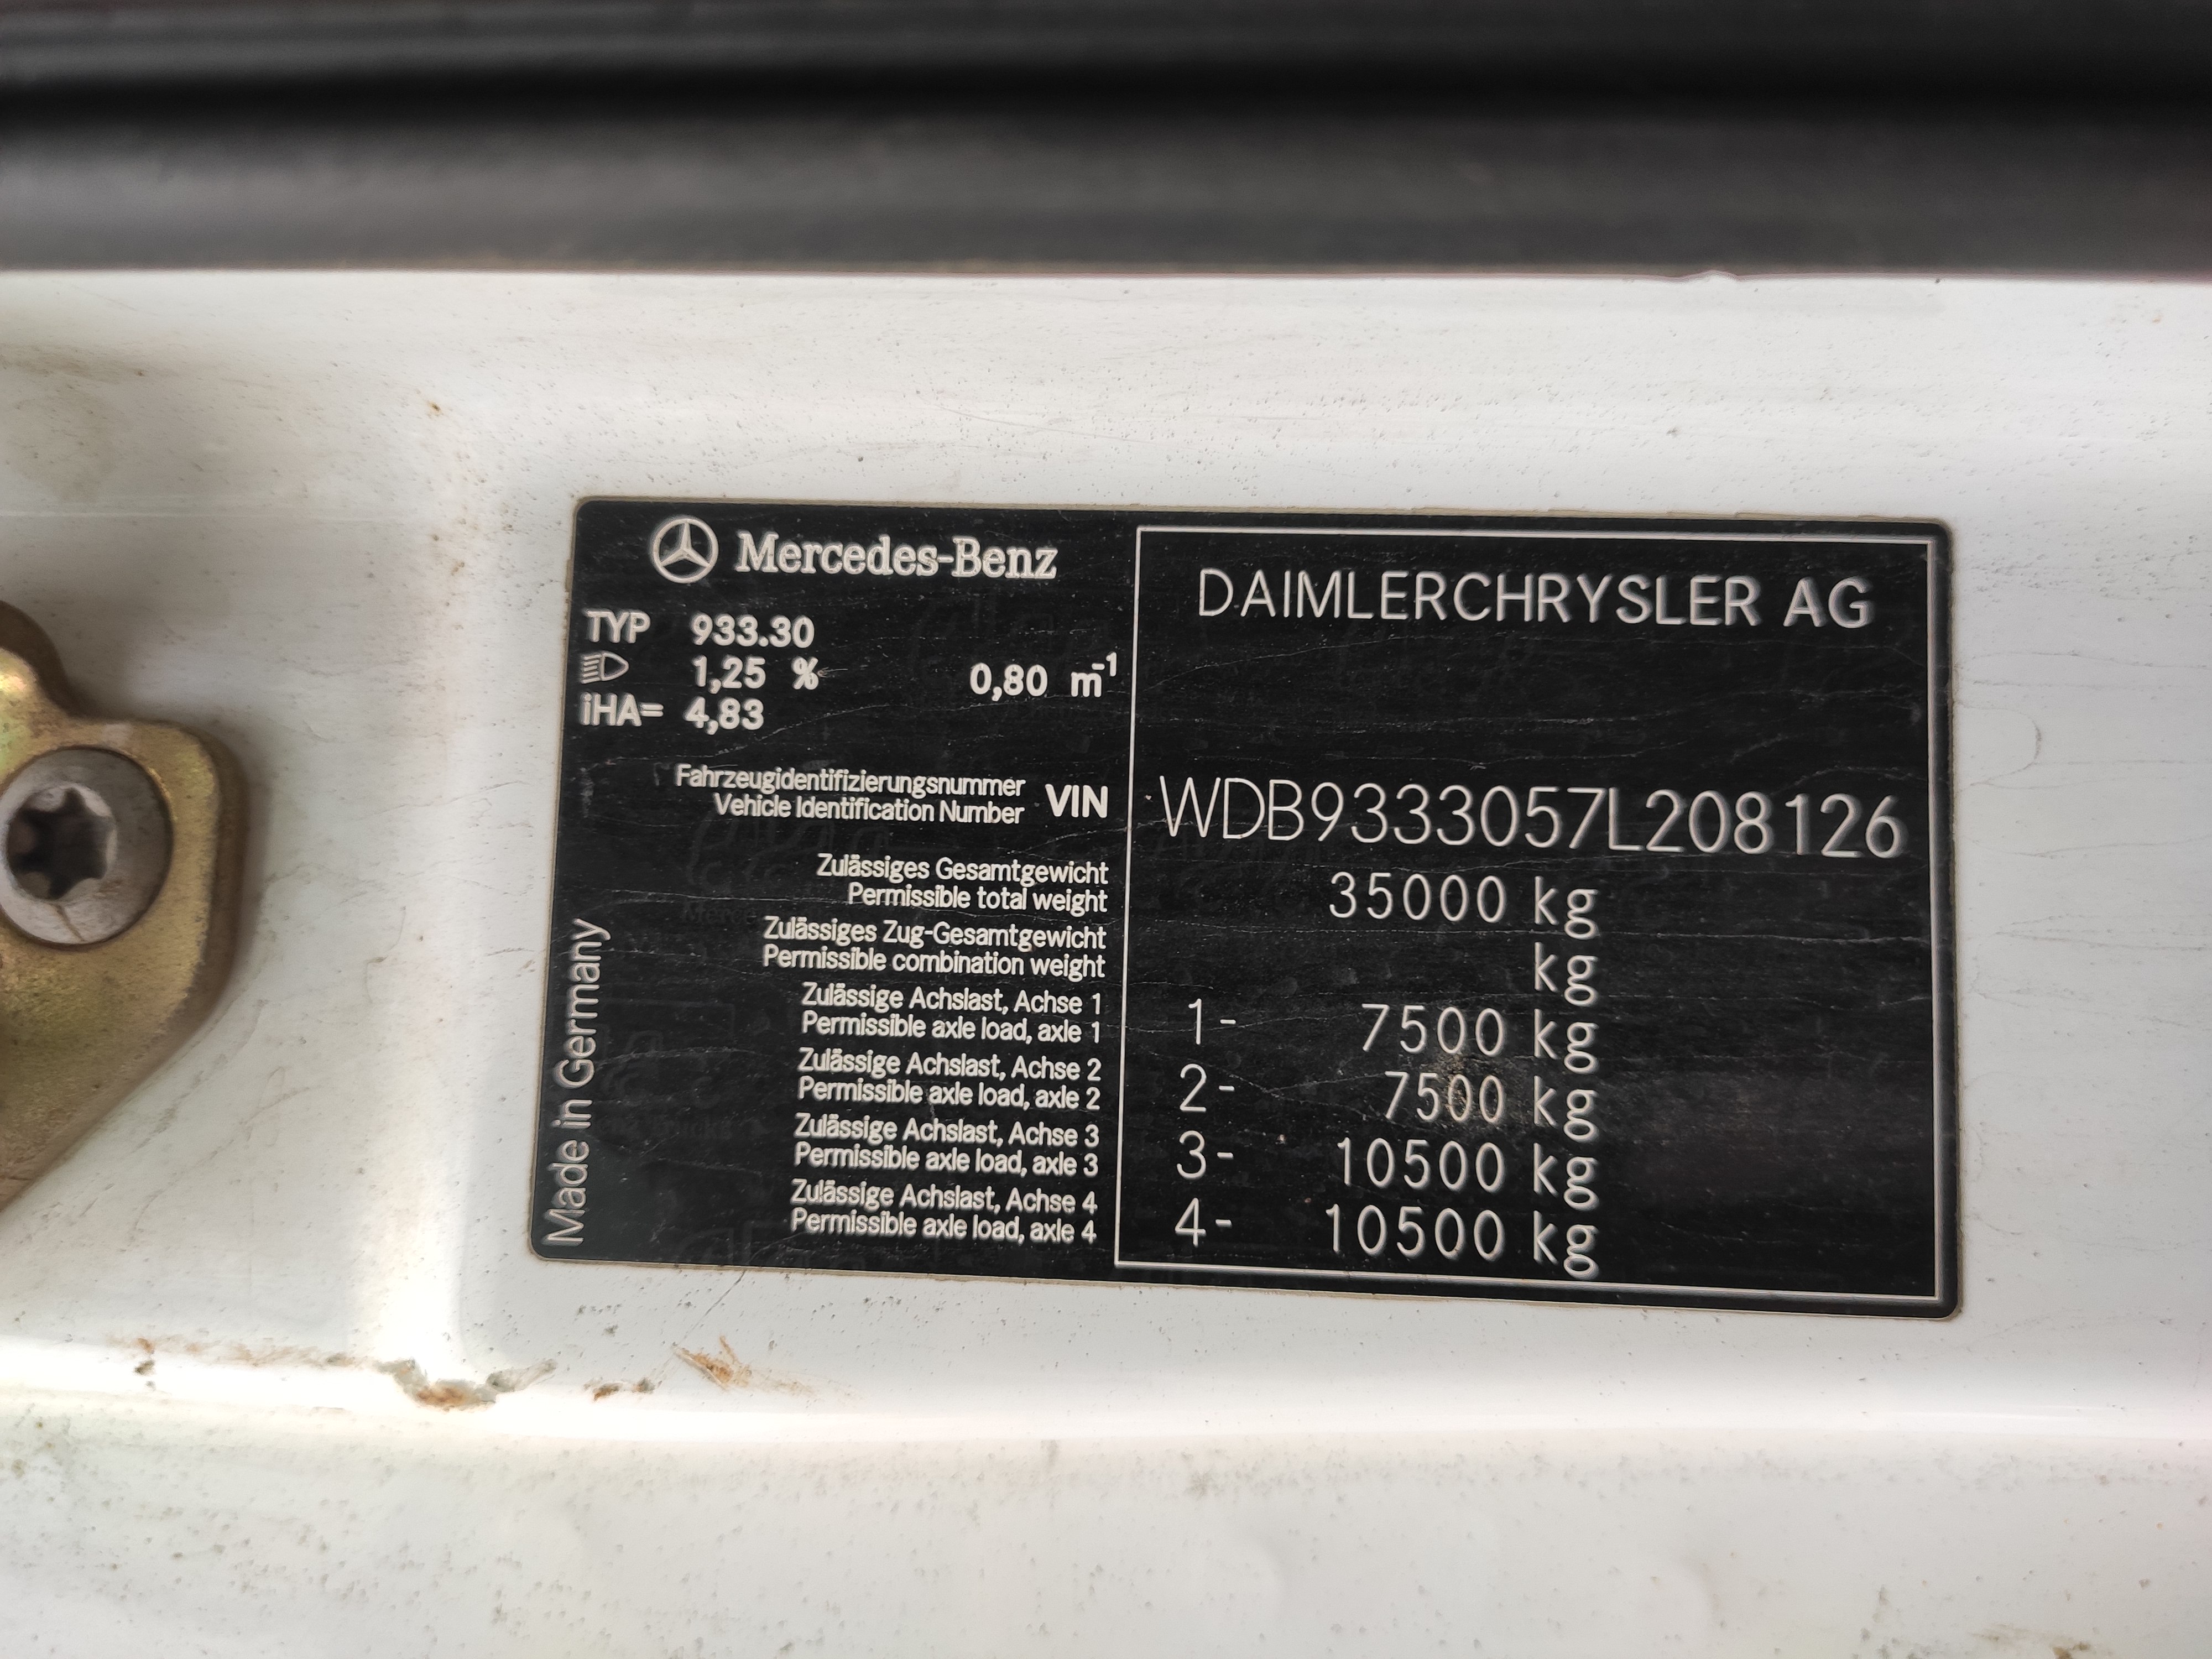 Mercedes-Benz
DAIMLERCHRYSLER AG
TYP 933.30
1,25 % 0,80 m⁻¹
iHA= 4,83
Fahrzeugidentifizierungsnummer
Vehicle Identification Number
VIN WDB9333057L208126
Zulässiges Gesamtgewicht
Permissible total weight 35000 kg
Zulässiges Zug-Gesamtgewicht
Permissible combination weight kg
Zulässige Achslast, Achse 1
Permissible axle load, axle 1 1- 7500 kg
Zulässige Achslast, Achse 2
Permissible axle load, axle 2 2- 7500 kg
Zulässige Achslast, Achse 3
Permissible axle load, axle 3 3- 10500 kg
Zulässige Achslast, Achse 4
Permissible axle load, axle 4 4- 10500 kg
Made in Germany